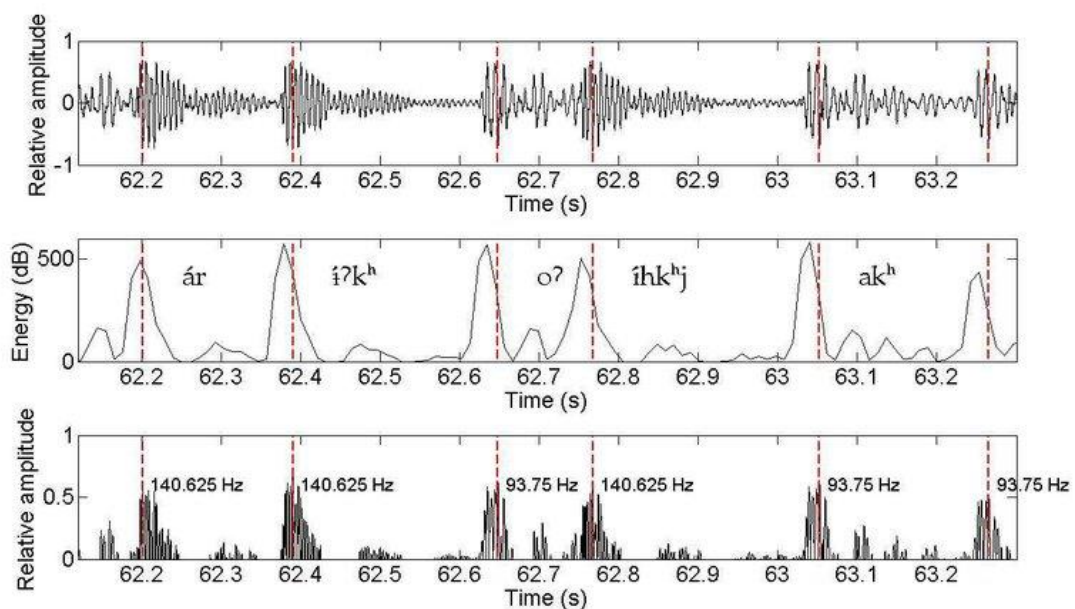 Relative amplitude
1
0
-1
62.2 62.3 62.4 62.5 62.6 62.7 62.8 62.9 63 63.1 63.2
Time (s)
Energy (dB)
500
0
ár ɨ̂ʔkʰ oʔ íhkʰj akʰ
62.2 62.3 62.4 62.5 62.6 62.7 62.8 62.9 63 63.1 63.2
Time (s)
Relative amplitude
1
0.5
0
140.625 Hz 140.625 Hz 93.75 Hz 140.625 Hz 93.75 Hz 93.75 Hz
62.2 62.3 62.4 62.5 62.6 62.7 62.8 62.9 63 63.1 63.2
Time (s)